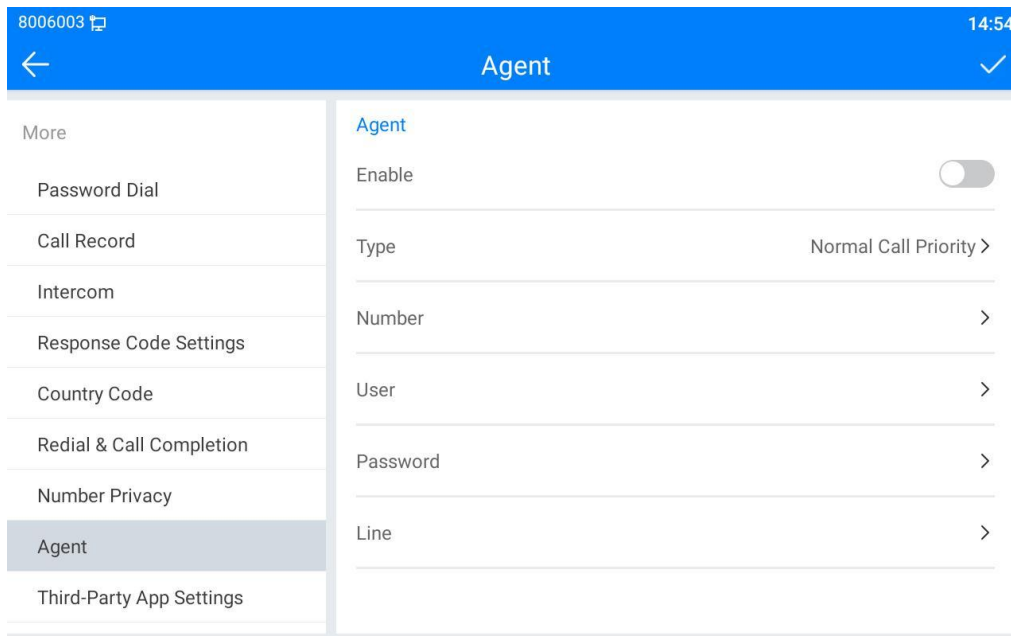 8006003 14:54
Agent
More
Password Dial
Call Record
Intercom
Response Code Settings
Country Code
Redial & Call Completion
Number Privacy
Agent
Third-Party App Settings
Agent
Enable
Type Normal Call Priority
Number
User
Password
Line